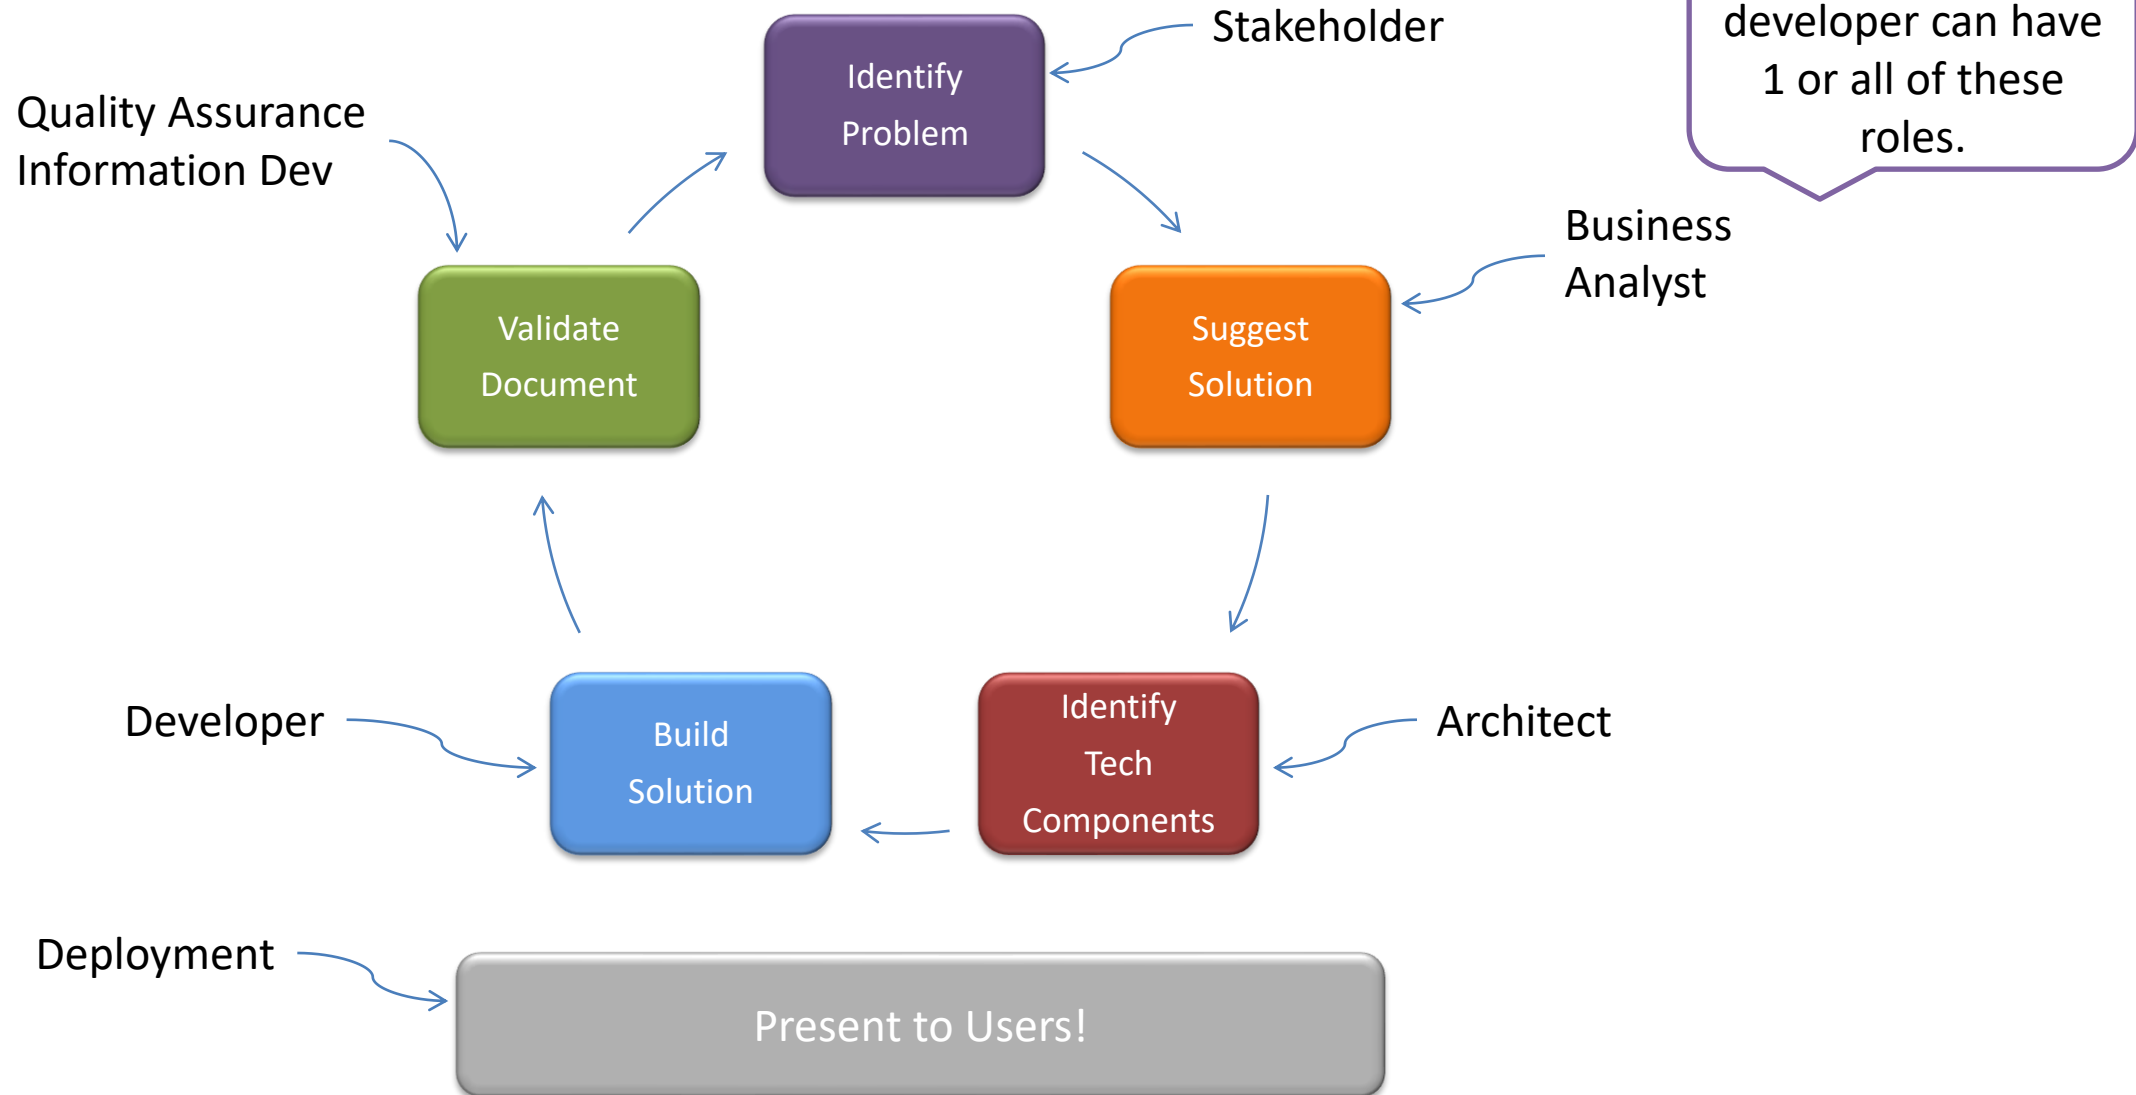 Stakeholder
developer can have
1 or all of these
roles.
Identify
Problem
Quality Assurance
Information Dev
Business
Analyst
Validate
Document
Suggest
Solution
Developer
Build
Solution
Identify
Tech
Components
Architect
Deployment
Present to Users!